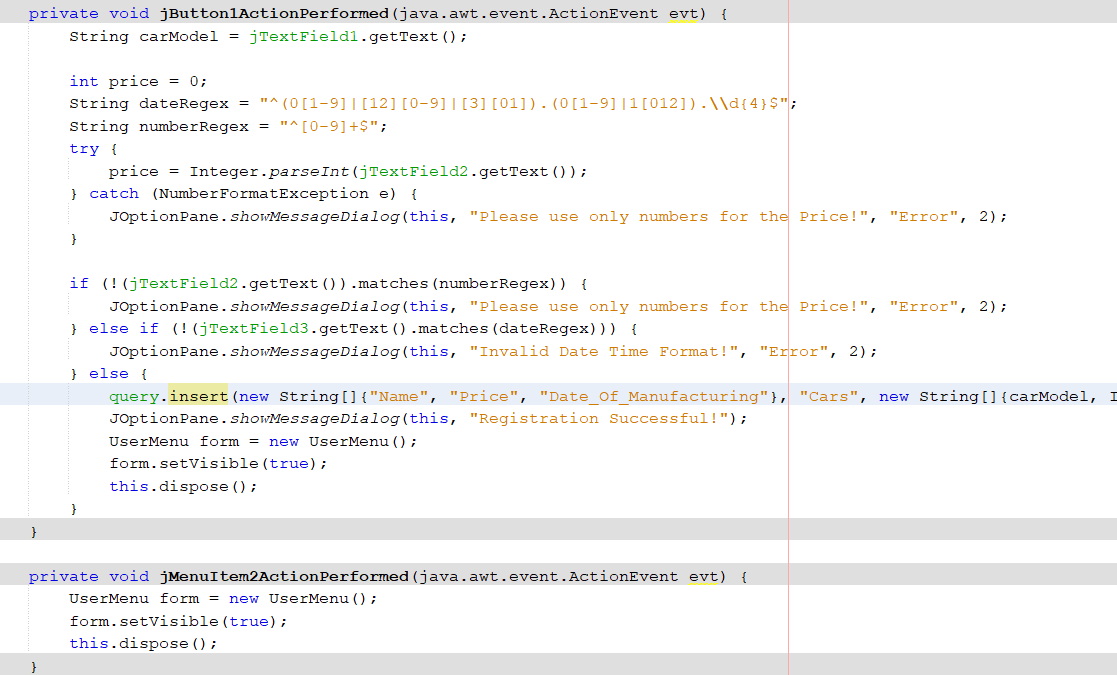 private void jButton1ActionPerformed(java.awt.event.ActionEvent evt) {
String carModel = jTextField1.getText();
int price = 0;
String dateRegex = "^(0[1-9]|[12][0-9]|[3][01]).(0[1-9]|1[012]).\\d{4}$";
String numberRegex = "^[0-9]+$";
try {
price = Integer.parseInt(jTextField2.getText());
} catch (NumberFormatException e) {
JOptionPane.showMessageDialog(this, "Please use only numbers for the Price!", "Error", 2);
}
if (!(jTextField2.getText()).matches(numberRegex)) {
JOptionPane.showMessageDialog(this, "Please use only numbers for the Price!", "Error", 2);
} else if (!(jTextField3.getText().matches(dateRegex))) {
JOptionPane.showMessageDialog(this, "Invalid Date Time Format!", "Error", 2);
} else {
query.insert(new String[]{"Name", "Price", "Date_Of_Manufacturing"}, "Cars", new String[]{carModel,
JOptionPane.showMessageDialog(this, "Registration Successful!");
UserMenu form = new UserMenu();
form.setVisible(true);
this.dispose();
}
}
private void jMenuItem2ActionPerformed(java.awt.event.ActionEvent evt) {
UserMenu form = new UserMenu();
form.setVisible(true);
this.dispose();
}